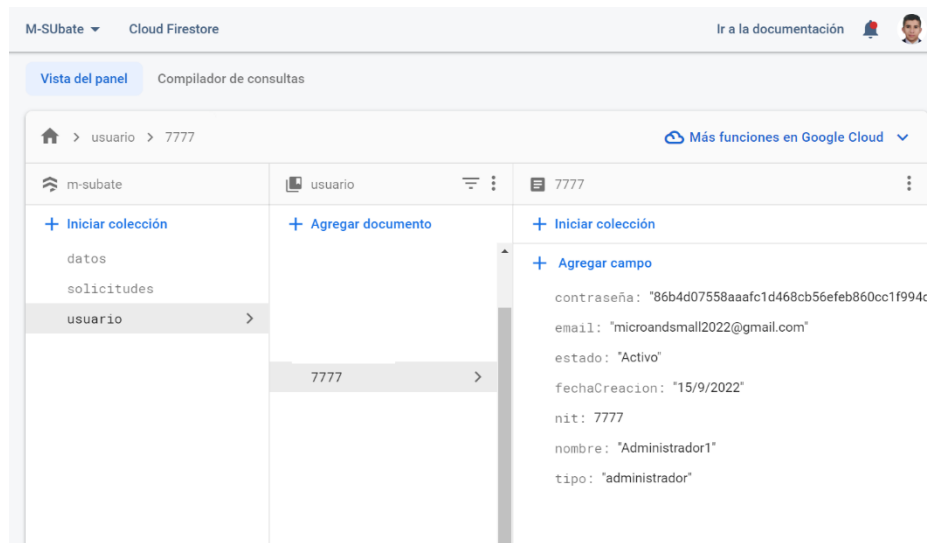 M-SUbate
Cloud Firestore
Ir a la documentación
Vista del panel
Compilador de consultas
usuario > 7777
Más funciones en Google Cloud
m-subate
usuario
7777
Iniciar colección
Agregar documento
Iniciar colección
datos
solicitudes
usuario
7777
Agregar campo
contraseña: "86b4d07558aaafc1d468cb56efeb860cc1f994
email: "microandsmall2022@gmail.com"
estado: "Activo"
fechaCreacion: "15/9/2022"
nit: 7777
nombre: "Administrador1"
tipo: "administrador"